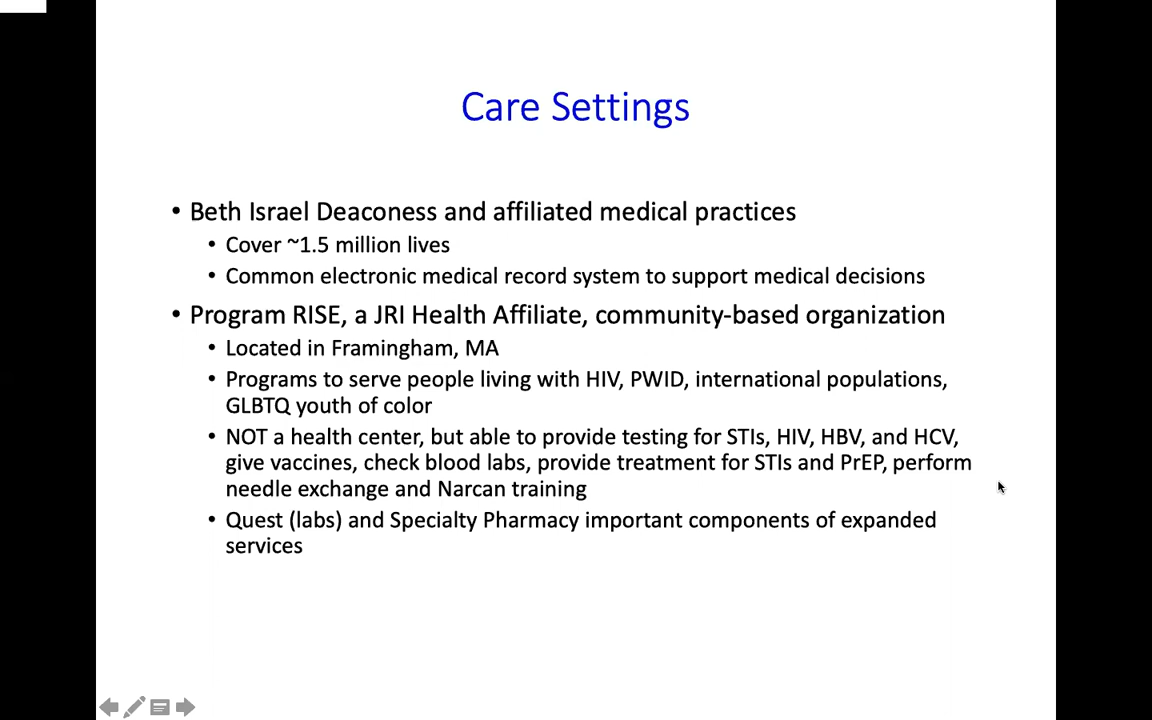 Care Settings
• Beth Israel Deaconess and affiliated medical practices
• Cover ~1.5 million lives
• Common electronic medical record system to support medical decisions
• Program RISE, a JRI Health Affiliate, community-based organization
• Located in Framingham, MA
• Programs to serve people living with HIV, PWID, international populations,
GLBTQ youth of color
• NOT a health center, but able to provide testing for STIs, HIV, HBV, and HCV,
give vaccines, check blood labs, provide treatment for STIs and PrEP, perform
needle exchange and Narcan training
• Quest (labs) and Specialty Pharmacy important components of expanded
services